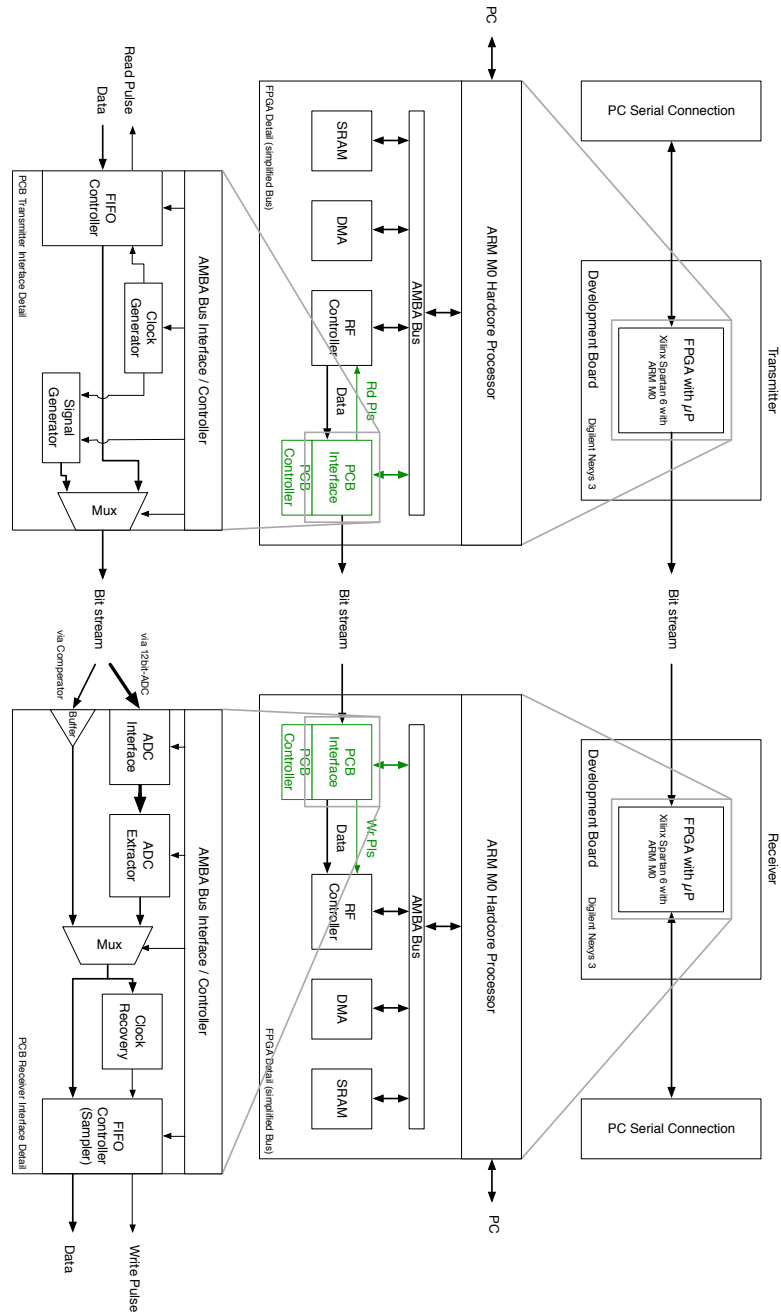 Transmitter
Receiver
PC Serial Connection
Development Board
Digilent Nexys 3
FPGA with µP
Xilinx Spartan 6 with
ARM M0
Bit stream
Development Board
Digilent Nexys 3
FPGA with µP
Xilinx Spartan 6 with
ARM M0
PC Serial Connection
PC
ARM M0 Hardcore Processor
AMBA Bus
SRAM
DMA
RF
Controller
Rd Pls
Data
PCB
Interface
PCB
Controller
FPGA Detail (simplified Bus)
Bit stream
ARM M0 Hardcore Processor
AMBA Bus
PCB
Interface
PCB
Controller
Wr Pls
Data
RF
Controller
DMA
SRAM
FPGA Detail (simplified Bus)
PC
AMBA Bus Interface / Controller
Read Pulse
Data
FIFO
Controller
Clock
Generator
Signal
Generator
Mux
PCB Transmitter Interface Detail
Bit stream
via 12bit-ADC
via Comperator
AMBA Bus Interface / Controller
ADC
Interface
ADC
Extractor
Buffer
Mux
Clock
Recovery
FIFO
Controller
(Sampler)
PCB Receiver Interface Detail
Write Pulse
Data